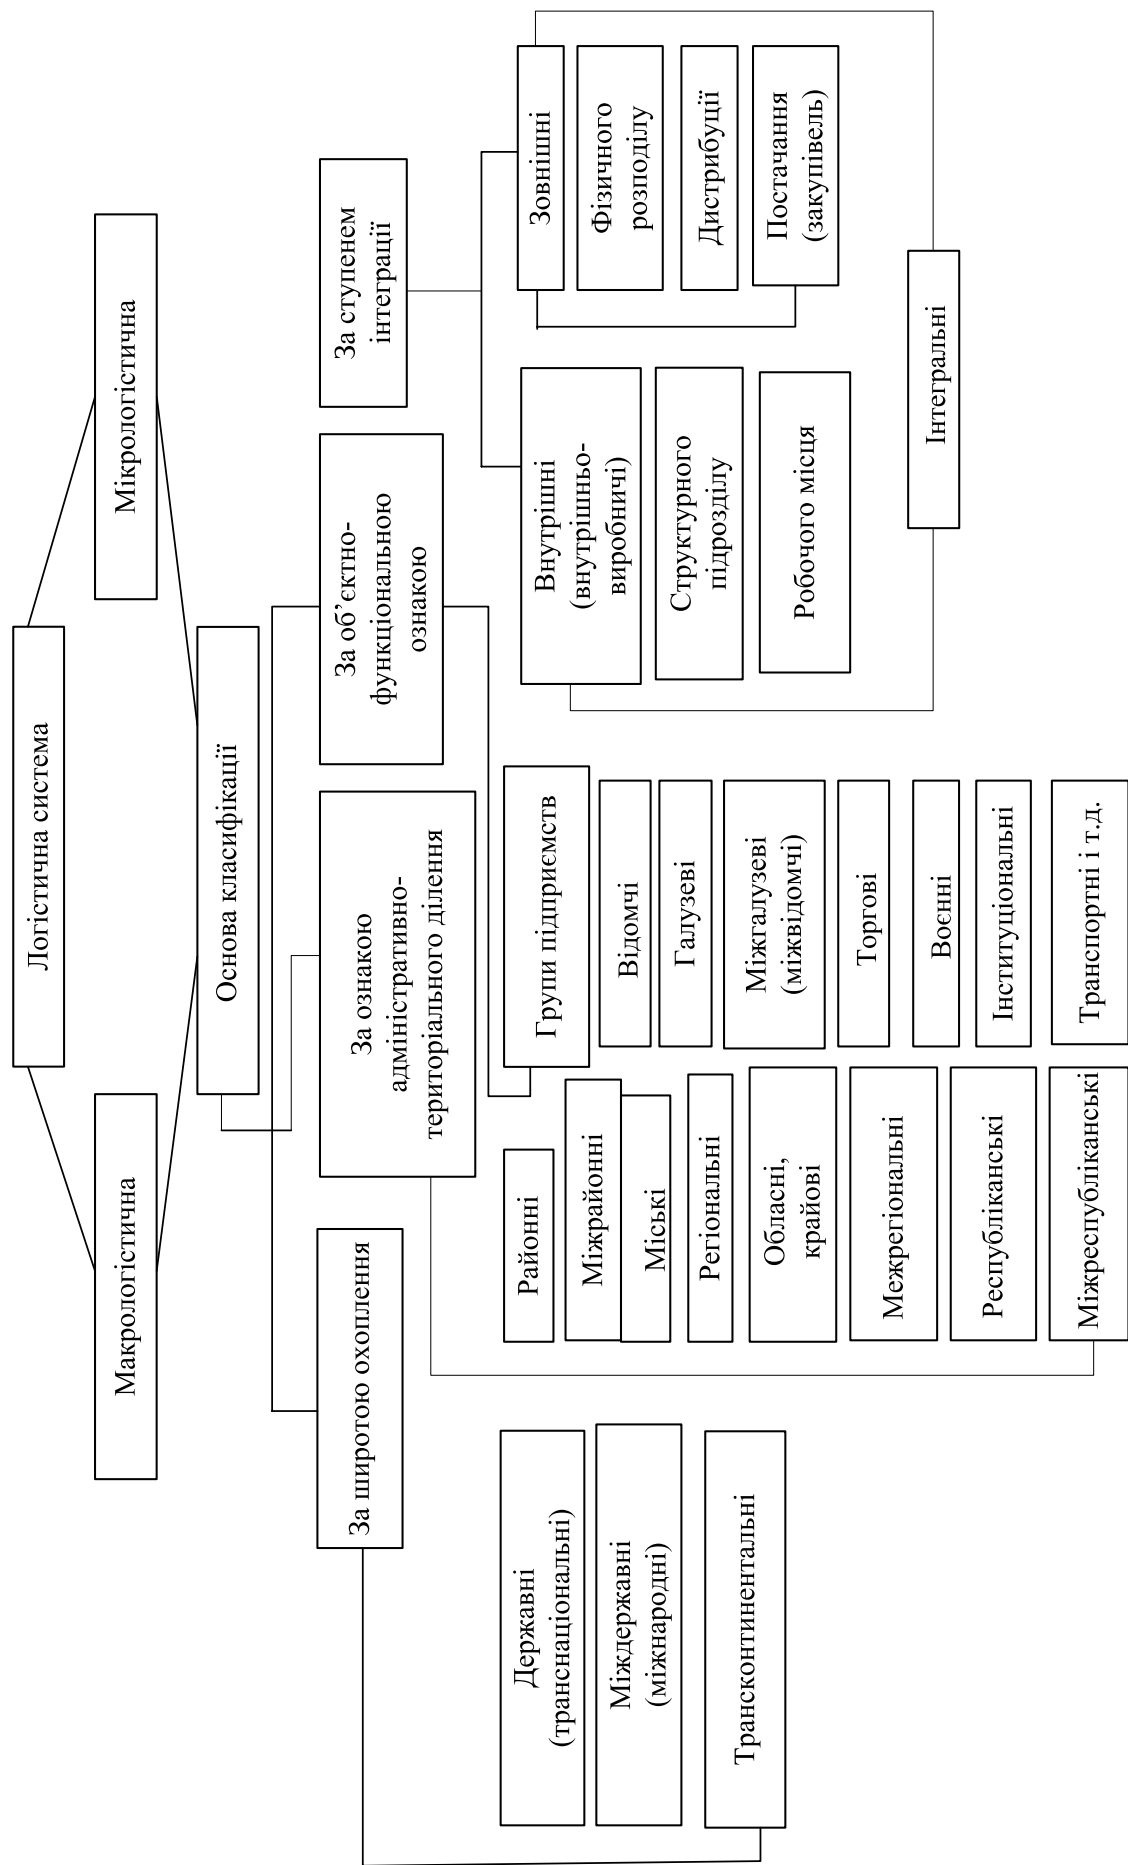 Логістична система
Макрологістична
Мікрологістична
Основа класифікації
За широтою охоплення
За ознакою
адміністративно-
територіального ділення
За об’єктно-
функціональною
ознакою
За ступенем
інтеграції
Державні
(транснаціональні)
Міждержавні
(міжнародні)
Трансконтинентальні
Районні
Міжрайонні
Міські
Регіональні
Обласні,
крайові
Межрегіональні
Республіканські
Міжреспубліканські
Групи підприємств
Відомчі
Галузеві
Міжгалузеві
(міжвідомчі)
Торгові
Воєнні
Інституціональні
Транспортні і т.д.
Внутрішні
(внутрішньо-
виробничі)
Структурного
підрозділу
Робочого місця
Зовнішні
Фізичного
розподілу
Дистрибуції
Постачання
(закупівель)
Інтегральні